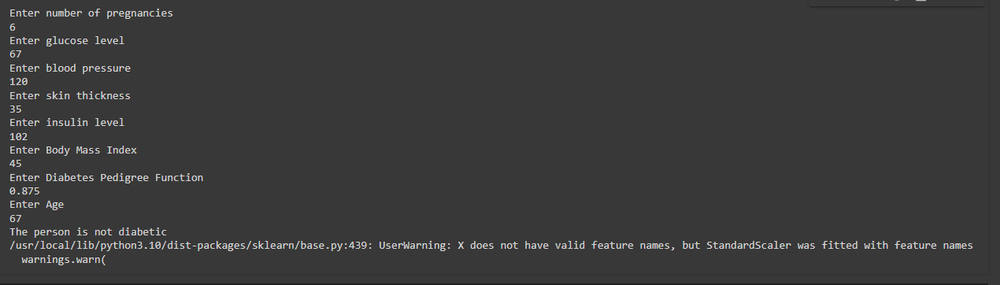 Enter number of pregnancies
6
Enter glucose level
67
Enter blood pressure
120
Enter skin thickness
35
Enter insulin level
102
Enter Body Mass Index
45
Enter Diabetes Pedigree Function
0.875
Enter Age
67
The person is not diabetic
/usr/local/lib/python3.10/dist-packages/sklearn/base.py:439: UserWarning: X does not have valid feature names, but StandardScaler was fitted with feature names
  warnings.warn(